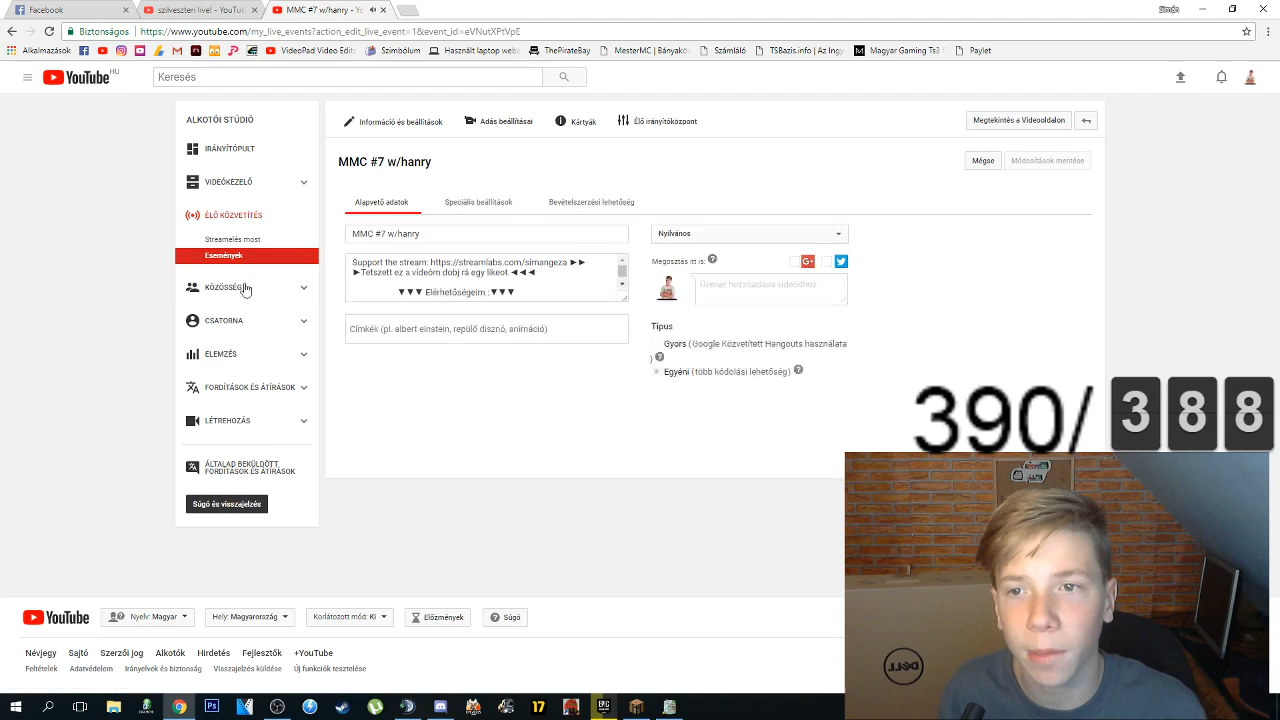 Facebook
szilveszteri live! - YouTu
MMC #7 w/hanry - Yo
Simón
Biztonságos
https://www.youtube.com/my_live_events?action_edit_live_event=1&event_id=eVNutXPtVpE
Alkalmazások
VideoPad Video Edit
Szimbólum
Használt laptop webs
ThePirateBay
MesterMC | Bányako
Számláló
TSBazis.info [Az Ingy
Magyar Gaming Ts3 S
Paylet
YouTube HU
Keresés
ALKOTÓI STÚDIÓ
IRÁNYÍTÓPULT
VIDEÓKEZELŐ
ÉLŐ KÖZVETÍTÉS
Streamelés most
Események
KÖZÖSSÉG
CSATORNA
ELEMZÉS
FORDÍTÁSOK ÉS ÁTÍRÁSOK
LÉTREHOZÁS
ÁLTALAD BEKÜLDÖTT
FORDÍTÁSOK ÉS ÁTÍRÁSOK
Súgó és visszajelzés
Információ és beállítások
Adás beállításai
Kártyák
Élő irányítóközpont
Megtekintés a Videooldalon
MMC #7 w/hanry
Mégse
Módosítások mentése
Alapvető adatok
Speciális beállítások
Bevételszerzési lehetőség
MMC #7 w/hanry
Support the stream: https://streamlabs.com/simangeza ►►
►Tetszett ez a videóm dobj rá egy likeot.◄◄◄
▼▼▼ Elérhetőségeim :▼▼▼
Címkék (pl. albert einstein, repülő disznó, animáció)
Nyilvános
Megosztás itt is:
Üzenet hozzáadása videódhoz
Típus
Gyors (Google Közvetített Hangouts használata
)
Egyéni (több kódolási lehetőség)
390/ 388
DELL
YouTube
Nyelv: Magyar
Hely: Magyarország
Korlátozott mód: Ki
Előzmények
Súgó
Névjegy
Sajtó
Szerzői jog
Alkotók
Hirdetés
Fejlesztők
+YouTube
Feltételek
Adatvédelem
Irányelvek és biztonság
Visszajelzés küldése
Új funkciók tesztelése
Ps
17
EPIC